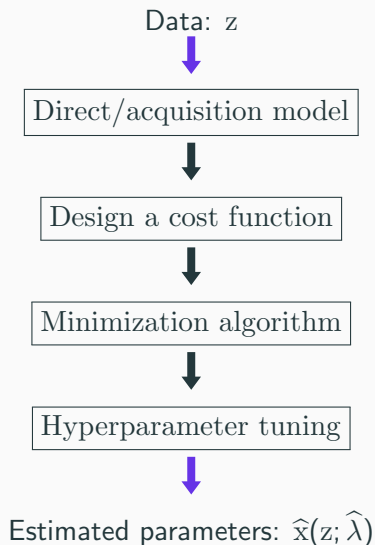 Data: z
Direct/acquisition model
Design a cost function
Minimization algorithm
Hyperparameter tuning
Estimated parameters: x̂(z; λ̂)